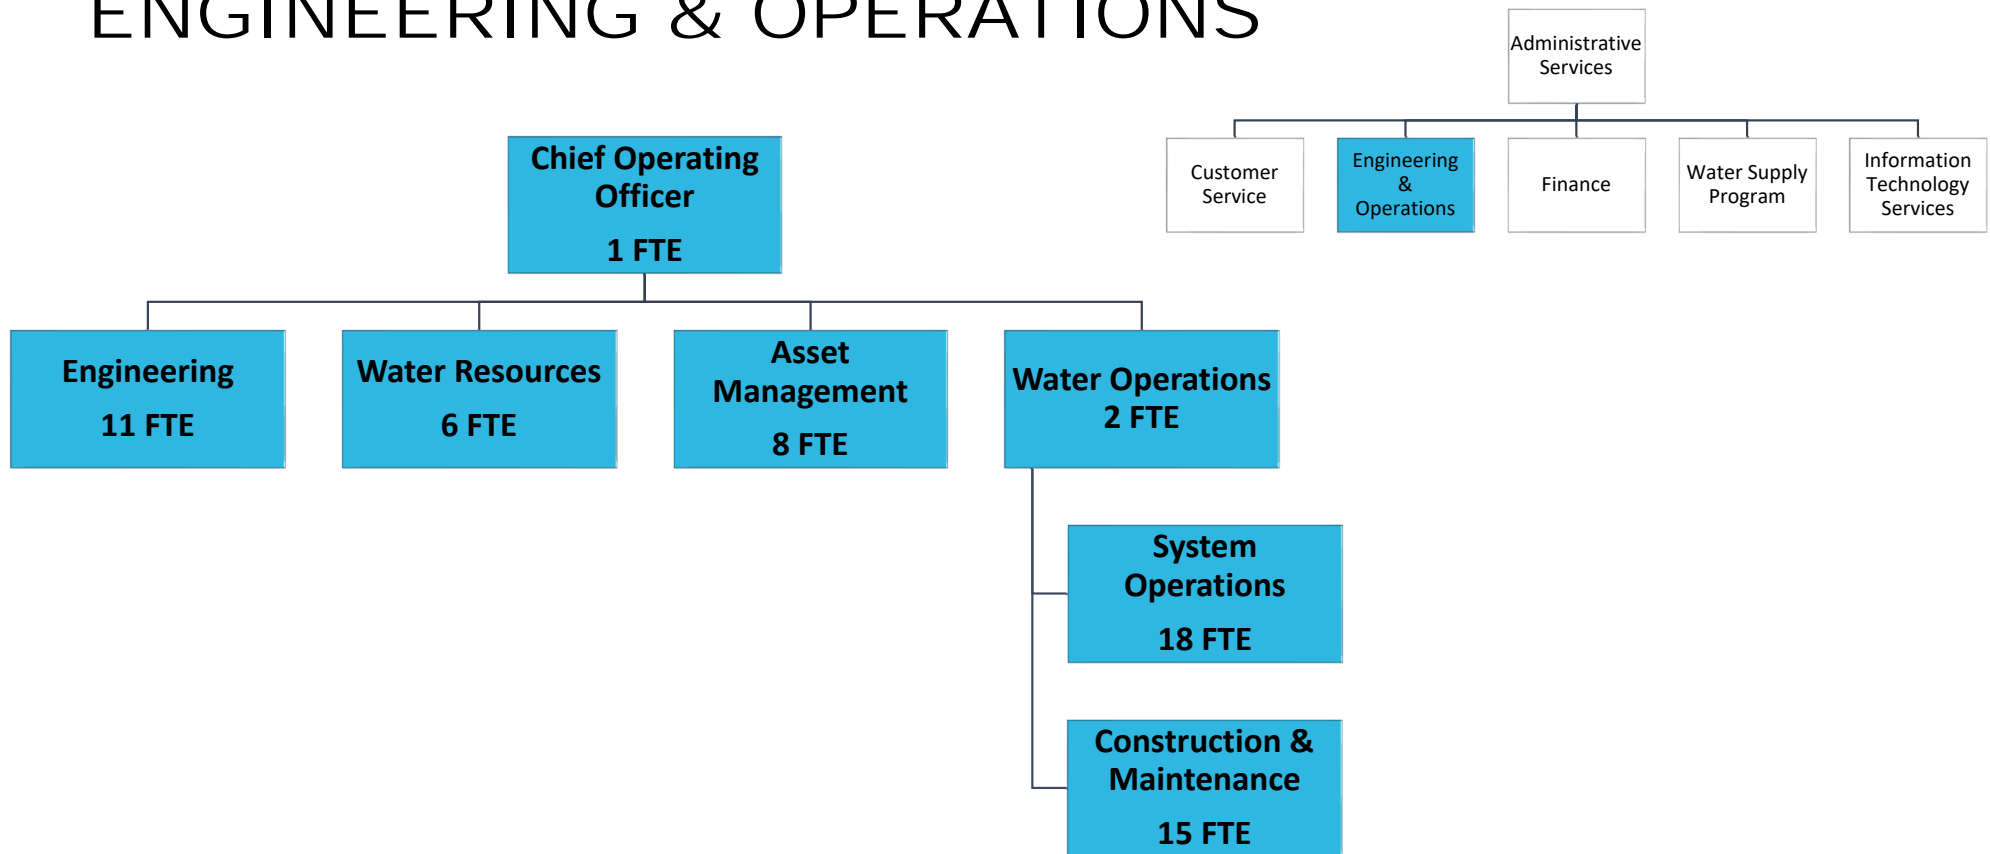 ENGINEERING & OPERATIONS
Administrative
Services
Customer
Service
Engineering
&
Operations
Finance
Water Supply
Program
Information
Technology
Services
Chief Operating
Officer
1 FTE
Engineering
11 FTE
Water Resources
6 FTE
Asset
Management
8 FTE
Water Operations
2 FTE
System
Operations
18 FTE
Construction &
Maintenance
15 FTE